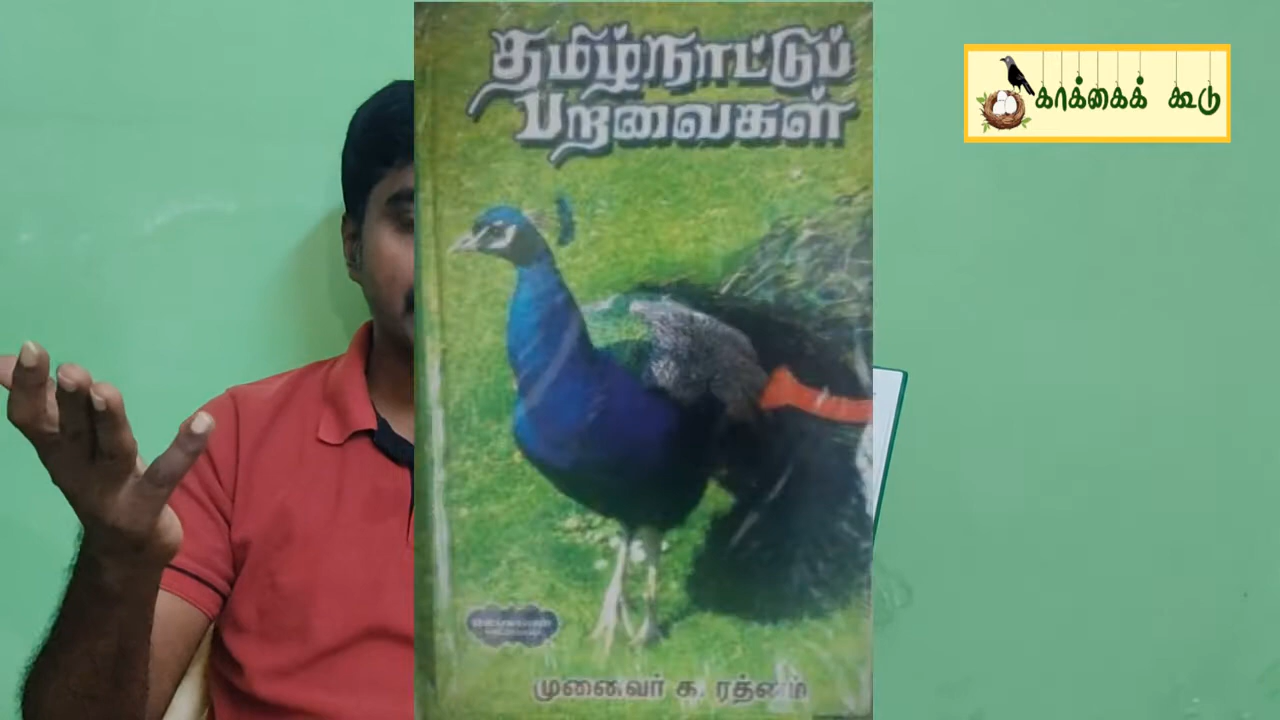 தமிழ்நாட்டுப்
பறவைகள்
காக்கைக் கூடு
முனைவர் க. ரத்னம்